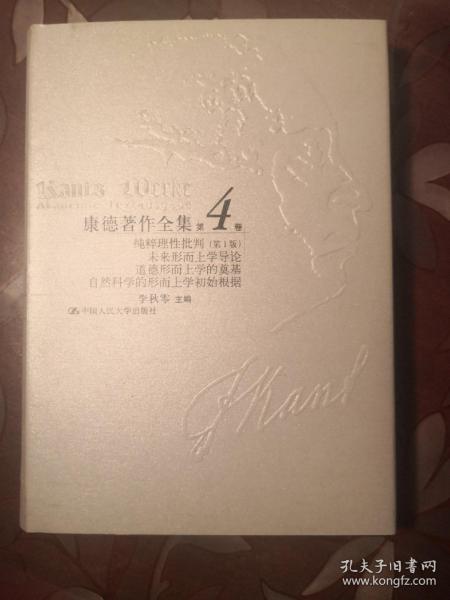 Kants Werke
Akademie Textausgabe
康德著作全集 第4卷
纯粹理性批判（第1版）
未来形而上学导论
道德形而上学的奠基
自然科学的形而上学初始根据
李秋零 主编
中国人民大学出版社
I Kant
孔夫子旧书网
www.kongfz.com